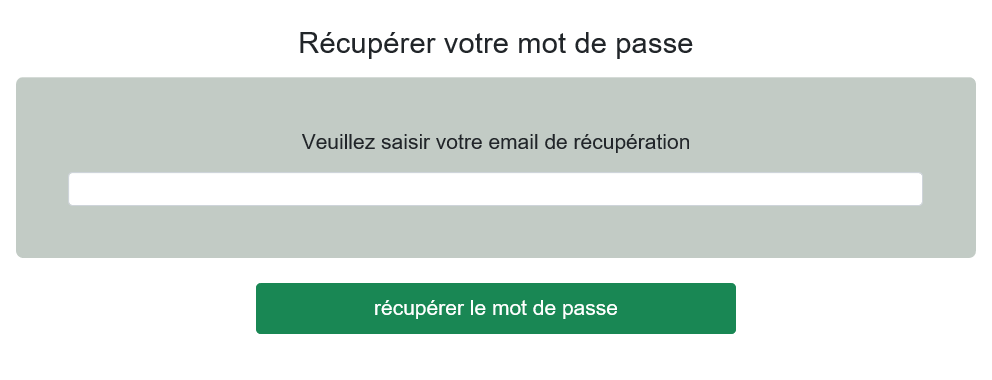 Récupérer votre mot de passe
Veuillez saisir votre email de récupération
récupérer le mot de passe